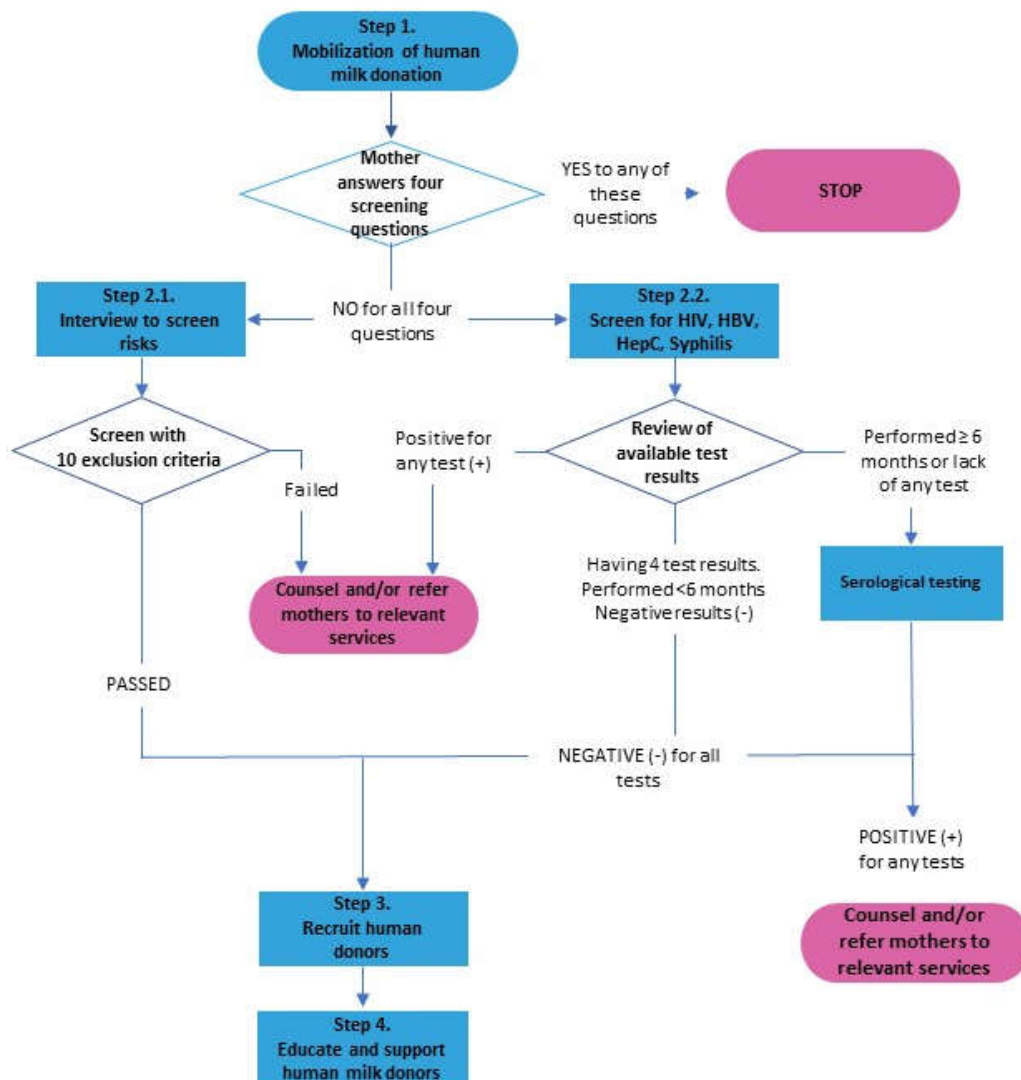 Step 1.
Mobilization of human
milk donation
Mother
answers four
screening
questions
YES to any of
these
questions
STOP
Step 2.1.
Interview to screen
risks
NO for all four
questions
Step 2.2.
Screen for HIV, HBV,
HepC, Syphilis
Screen with
10 exclusion criteria
Failed
Positive for
any test (+)
Review of
available test
results
Performed ≥ 6
months or lack
of any test
Counsel and/or refer
mothers to relevant
services
Having 4 test results.
Performed <6 months
Negative results (-)
Serological testing
PASSED
NEGATIVE (-) for all
tests
POSITIVE (+)
for any tests
Counsel and/or
refer mothers to
relevant services
Step 3.
Recruit human
donors
Step 4.
Educate and support
human milk donors